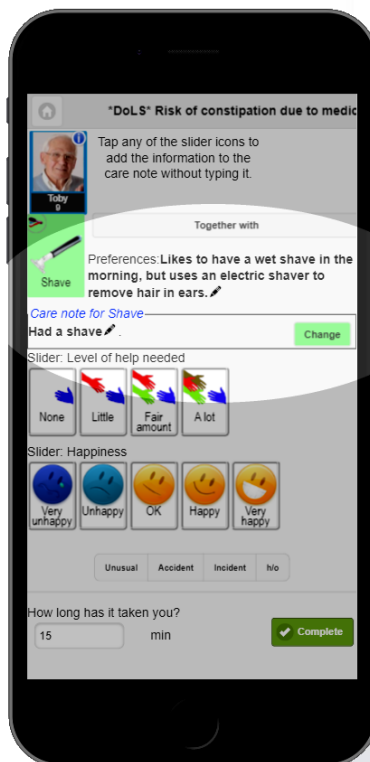 *DoLS* Risk of constipation due to medic
Tap any of the slider icons to
add the information to the
care note without typing it.
Toby
9
Together with
Shave
Preferences:Likes to have a wet shave in the
morning, but uses an electric shaver to
remove hair in ears.
Care note for Shave
Had a shave .
Change
Slider: Level of help needed
None
Little
Fair
amount
A lot
Slider: Happiness
Very
unhappy
Unhappy
OK
Happy
Very
happy
Unusual Accident Incident h/o
How long has it taken you?
15 min
Complete